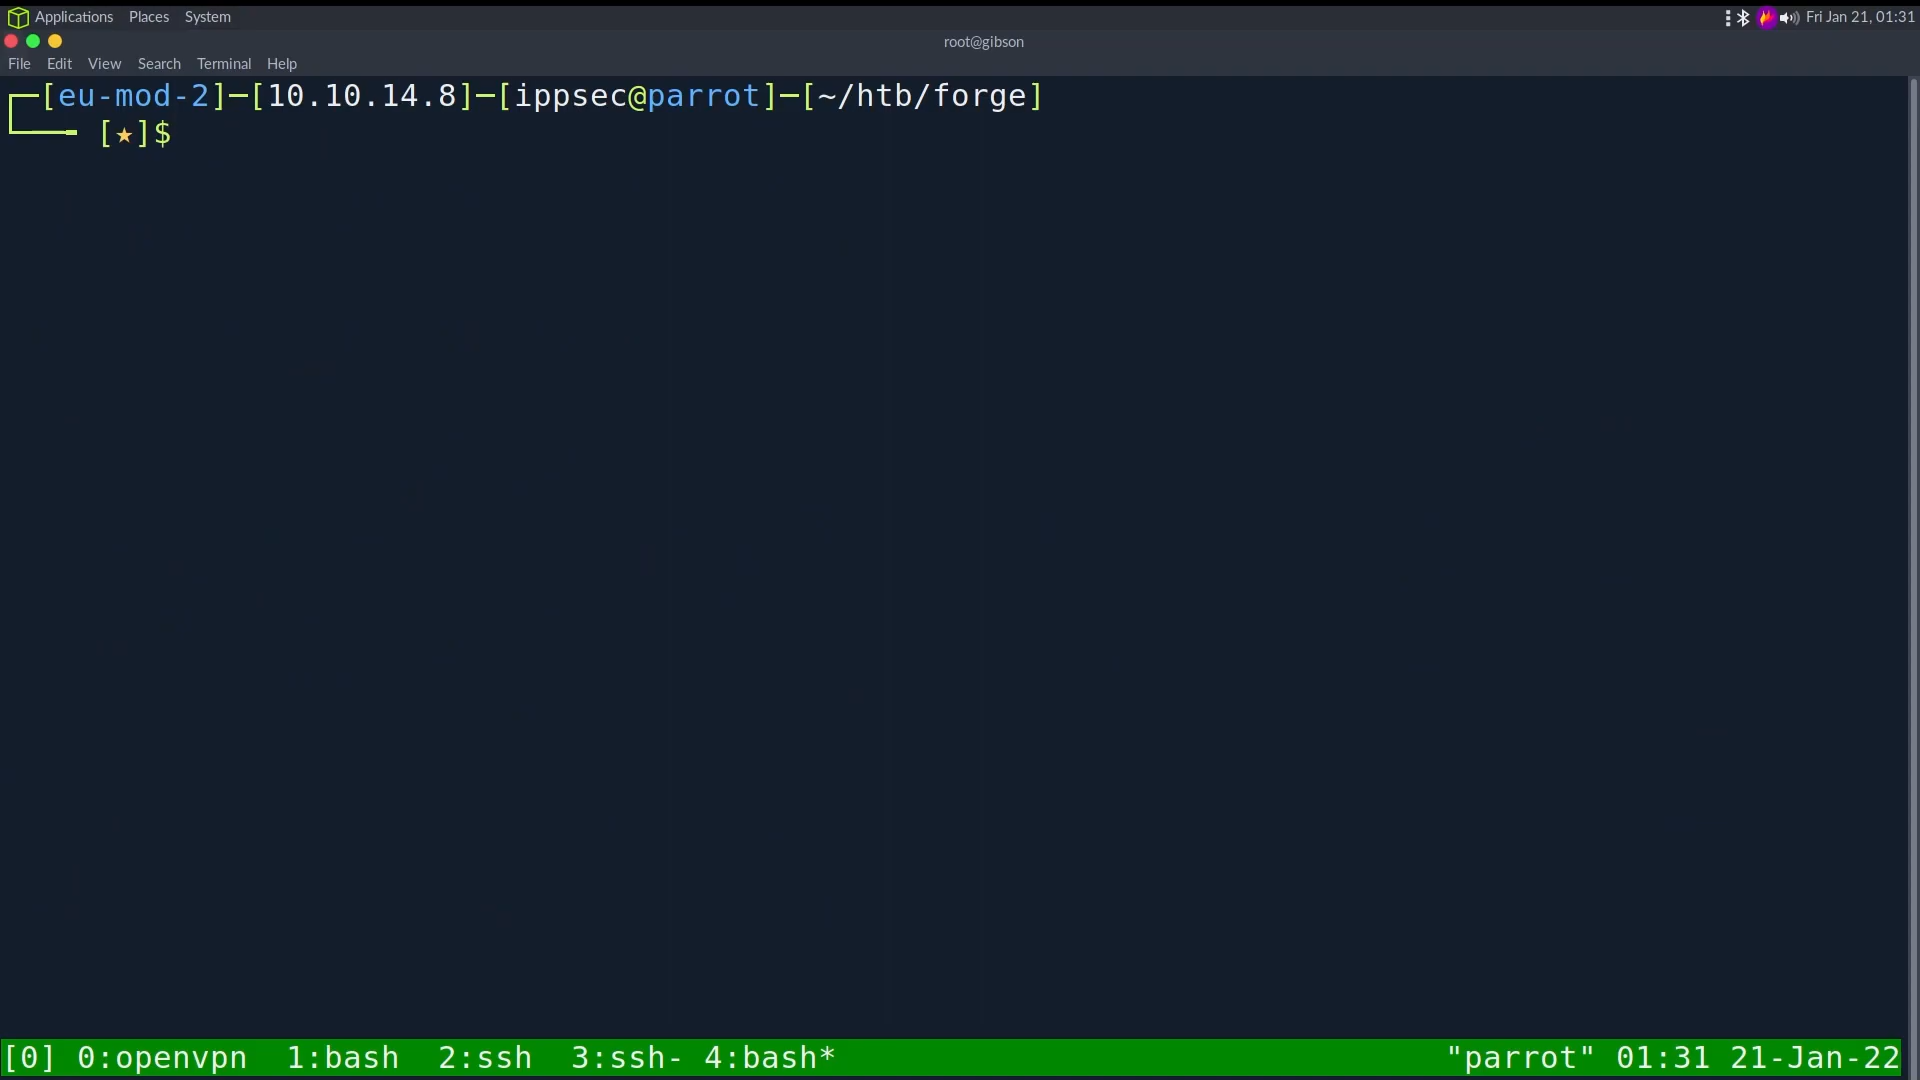 Applications Places System Fri Jan 21, 01:31
root@gibson
File Edit View Search Terminal Help
┌─[eu-mod-2]─[10.10.14.8]─[ippsec@parrot]─[~/htb/forge]
└──╼ [★]$
[0] 0:openvpn  1:bash  2:ssh  3:ssh- 4:bash* "parrot" 01:31 21-Jan-22